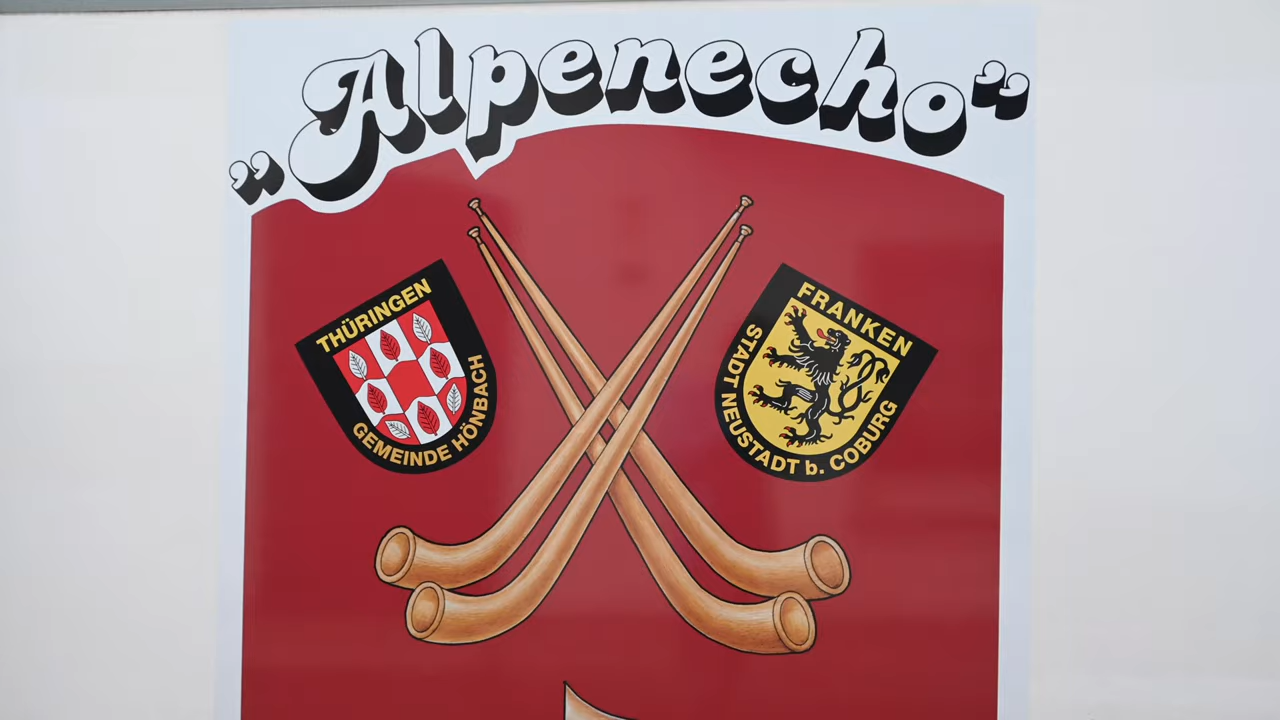 „Alpenecho“
THÜRINGEN
GEMEINDE HÖNBACH
FRANKEN
STADT NEUSTADT b. COBURG